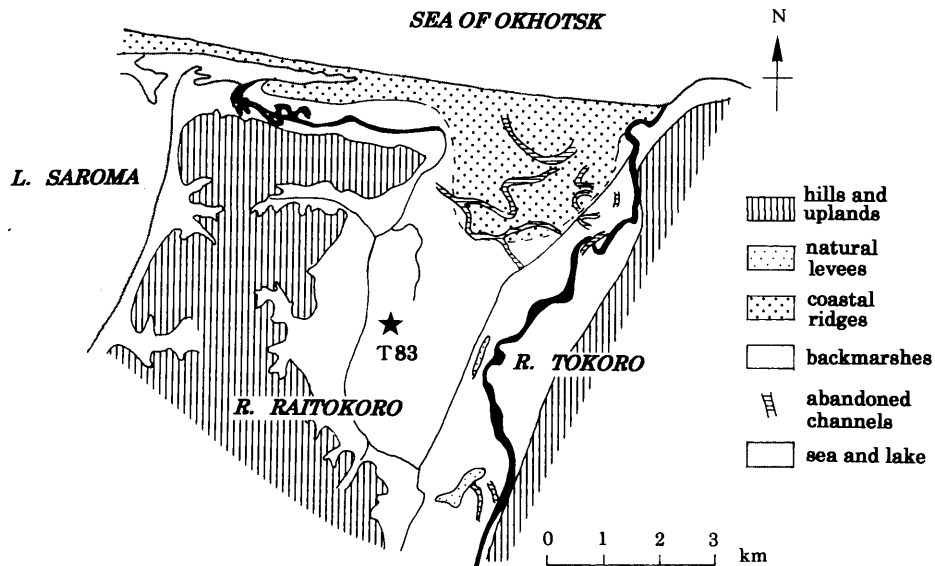 SEA OF OKHOTSK
N
L. SAROMA
T83
R. TOKORO
R. RAITOKORO
hills and
uplands
natural
levees
coastal
ridges
backmarshes
abandoned
channels
sea and lake
0 1 2 3
km